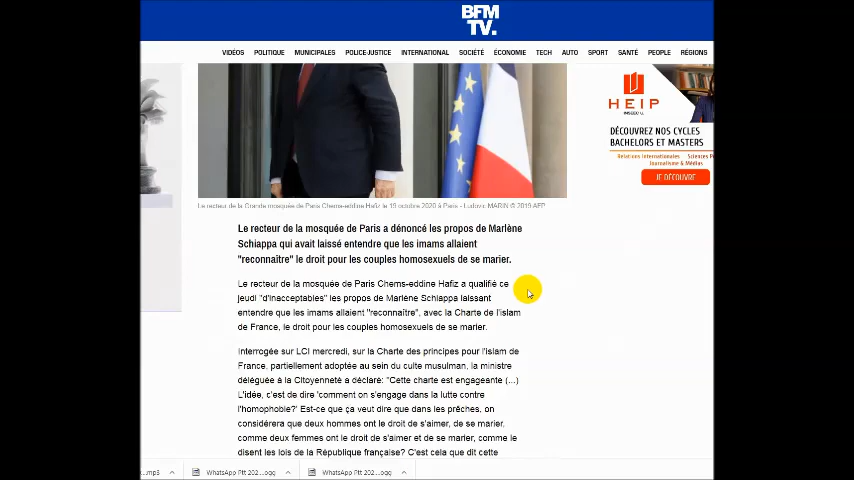 BFM
TV.
VIDÉOS POLITIQUE MUNICIPALES POLICE-JUSTICE INTERNATIONAL SOCIÉTÉ ÉCONOMIE TECH AUTO SPORT SANTÉ PEOPLE RÉGIONS
HEIP
DÉCOUVREZ NOS CYCLES
BACHELORS ET MASTERS
Relations Internationales Sciences P
Journalisme & Médias
JE DÉCOUVRE
Le recteur de la Grande mosquée de Paris Chems-eddine Hafiz le 19 octobre 2020 à Paris - Ludovic MARIN © 2019 AFP
Le recteur de la mosquée de Paris a dénoncé les propos de Marlène
Schiappa qui avait laissé entendre que les imams allaient
"reconnaître" le droit pour les couples homosexuels de se marier.
Le recteur de la mosquée de Paris Chems-eddine Hafiz a qualifié ce
jeudi "d'inacceptables" les propos de Marlène Schiappa laissant
entendre que les imams allaient "reconnaître", avec la Charte de l'islam
de France, le droit pour les couples homosexuels de se marier.
Interrogée sur LCI mercredi, sur la Charte des principes pour l'islam de
France, partiellement adoptée au sein du culte musulman, la ministre
déléguée à la Citoyenneté a déclaré: "Cette charte est engageante (...)
L'idée, c'est de dire 'comment on s'engage dans la lutte contre
l'homophobie?' Est-ce que ça veut dire que dans les prêches, on
considérera que deux hommes ont le droit de s'aimer, de se marier,
comme deux femmes ont le droit de s'aimer et de se marier, comme le
disent les lois de la République française? C'est cela que dit cette
....mp3 WhatsApp Ptt 202....ogg WhatsApp Ptt 202....ogg